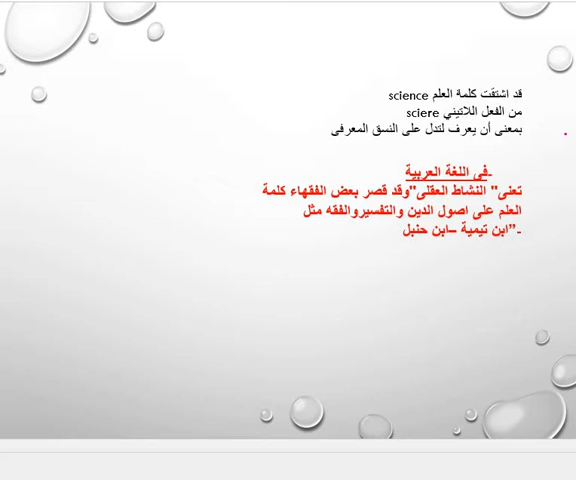 قد اشتقت كلمة العلم science
من الفعل اللاتيني sciere
بمعنى أن يعرف لتدل على النسق المعرفى
-فى اللغة العربية
تعنى" النشاط العقلى"وقد قصر بعض الفقهاء كلمة
العلم على اصول الدين والتفسيروالفقه مثل
-"ابن تيمية –ابن حنبل